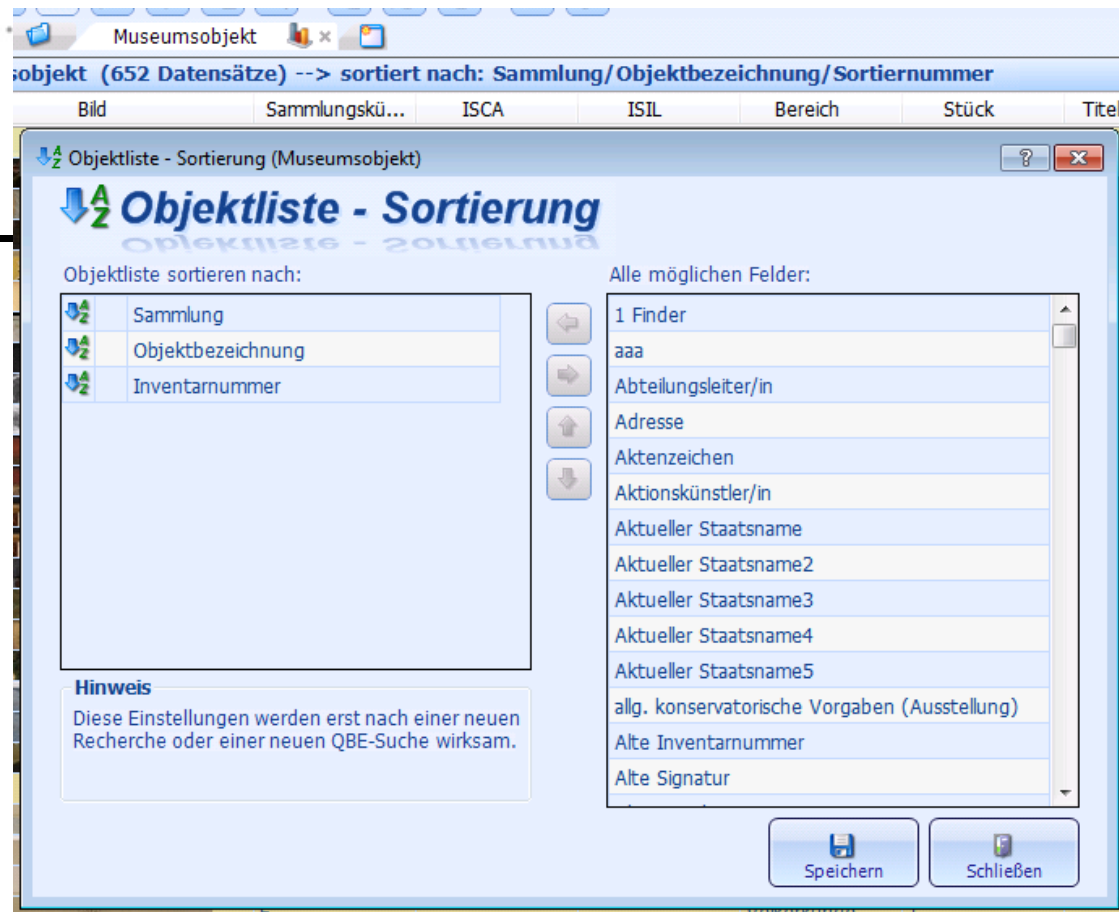 Museumsobjekt
sobjekt (652 Datensätze) --> sortiert nach: Sammlung/Objektbezeichnung/Sortiernummer
Bild Sammlungskü... ISCA ISIL Bereich Stück Titel
Objektliste - Sortierung (Museumsobjekt)
Objektliste - Sortierung
Objektliste sortieren nach:
Sammlung
Objektbezeichnung
Inventarnummer
Alle möglichen Felder:
1 Finder
aaa
Abteilungsleiter/in
Adresse
Aktenzeichen
Aktionskünstler/in
Aktueller Staatsname
Aktueller Staatsname2
Aktueller Staatsname3
Aktueller Staatsname4
Aktueller Staatsname5
allg. konservatorische Vorgaben (Ausstellung)
Alte Inventarnummer
Alte Signatur
Hinweis
Diese Einstellungen werden erst nach einer neuen
Recherche oder einer neuen QBE-Suche wirksam.
Speichern
Schließen